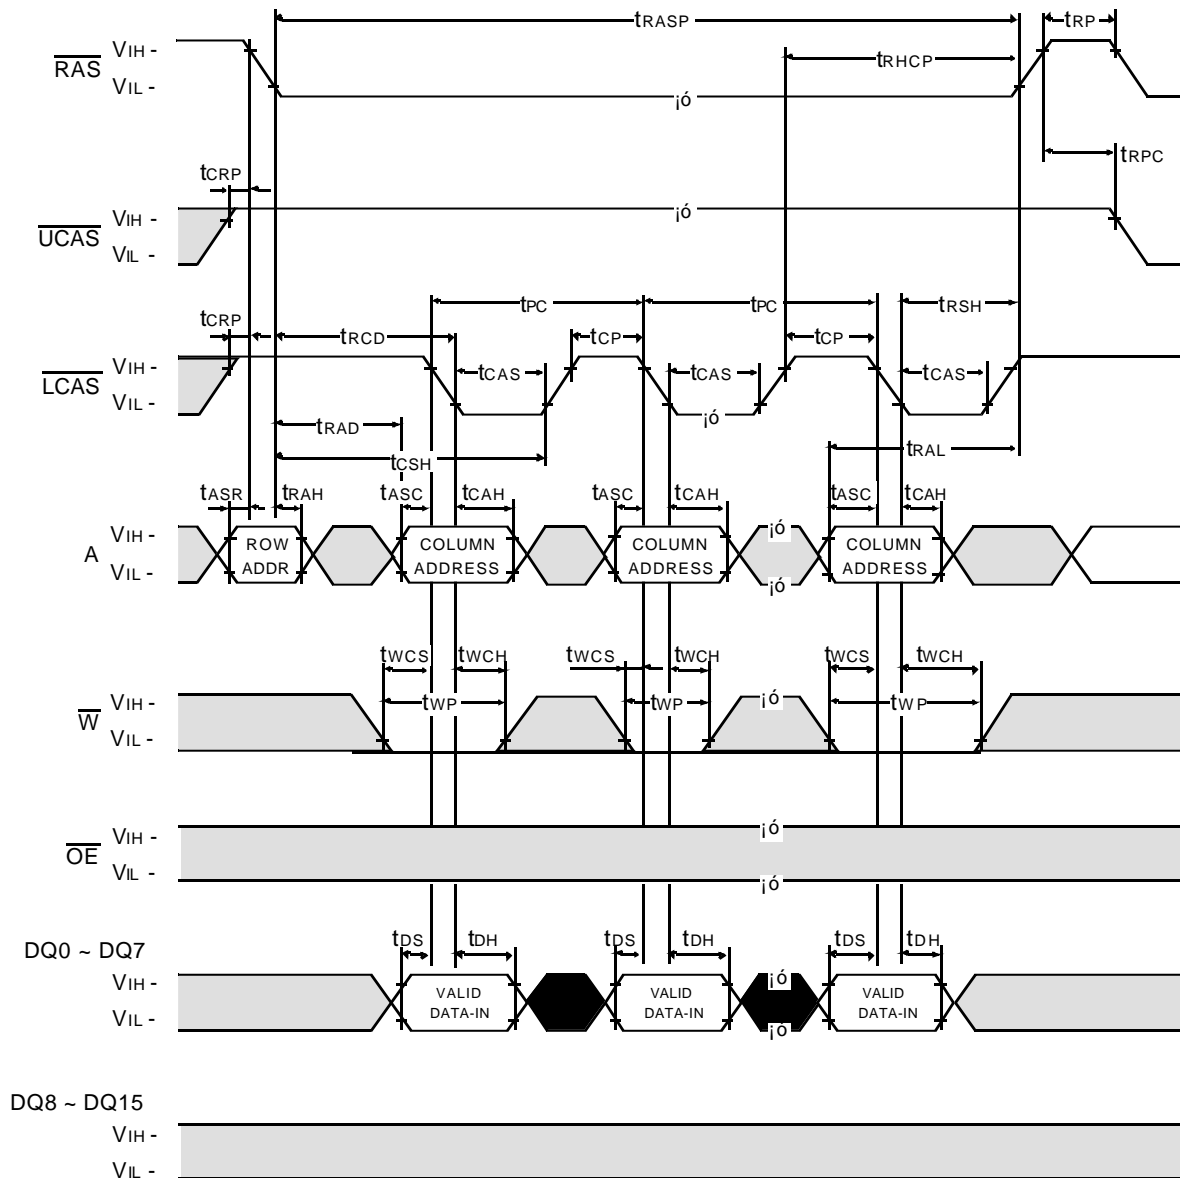 tRASP tRP
RAS VIH - tRHCP
VIL - ¡ó
tCRP tRPC
UCAS VIH - ¡ó
VIL -
tPC tPC tRSH
tCRP tRCD tCP tCP
LCAS VIH - tCAS tCAS tCAS
VIL - ¡ó
tRAD tRAL
tCSH
tASR tRAH tASC tCAH tASC tCAH tASC tCAH
A VIH - ROW COLUMN COLUMN ¡ó COLUMN
VIL - ADDR ADDRESS ADDRESS ¡ó ADDRESS
tWCS tWCH tWCS tWCH tWCS tWCH
W VIH - tWP tWP ¡ó tWP
VIL -
OE VIH - ¡ó
VIL - ¡ó
DQ0 ~ DQ7 tDS tDH tDS tDH tDS tDH
VIH - VALID VALID ¡ó VALID
VIL - DATA-IN DATA-IN ¡ó DATA-IN
DQ8 ~ DQ15
VIH -
VIL -